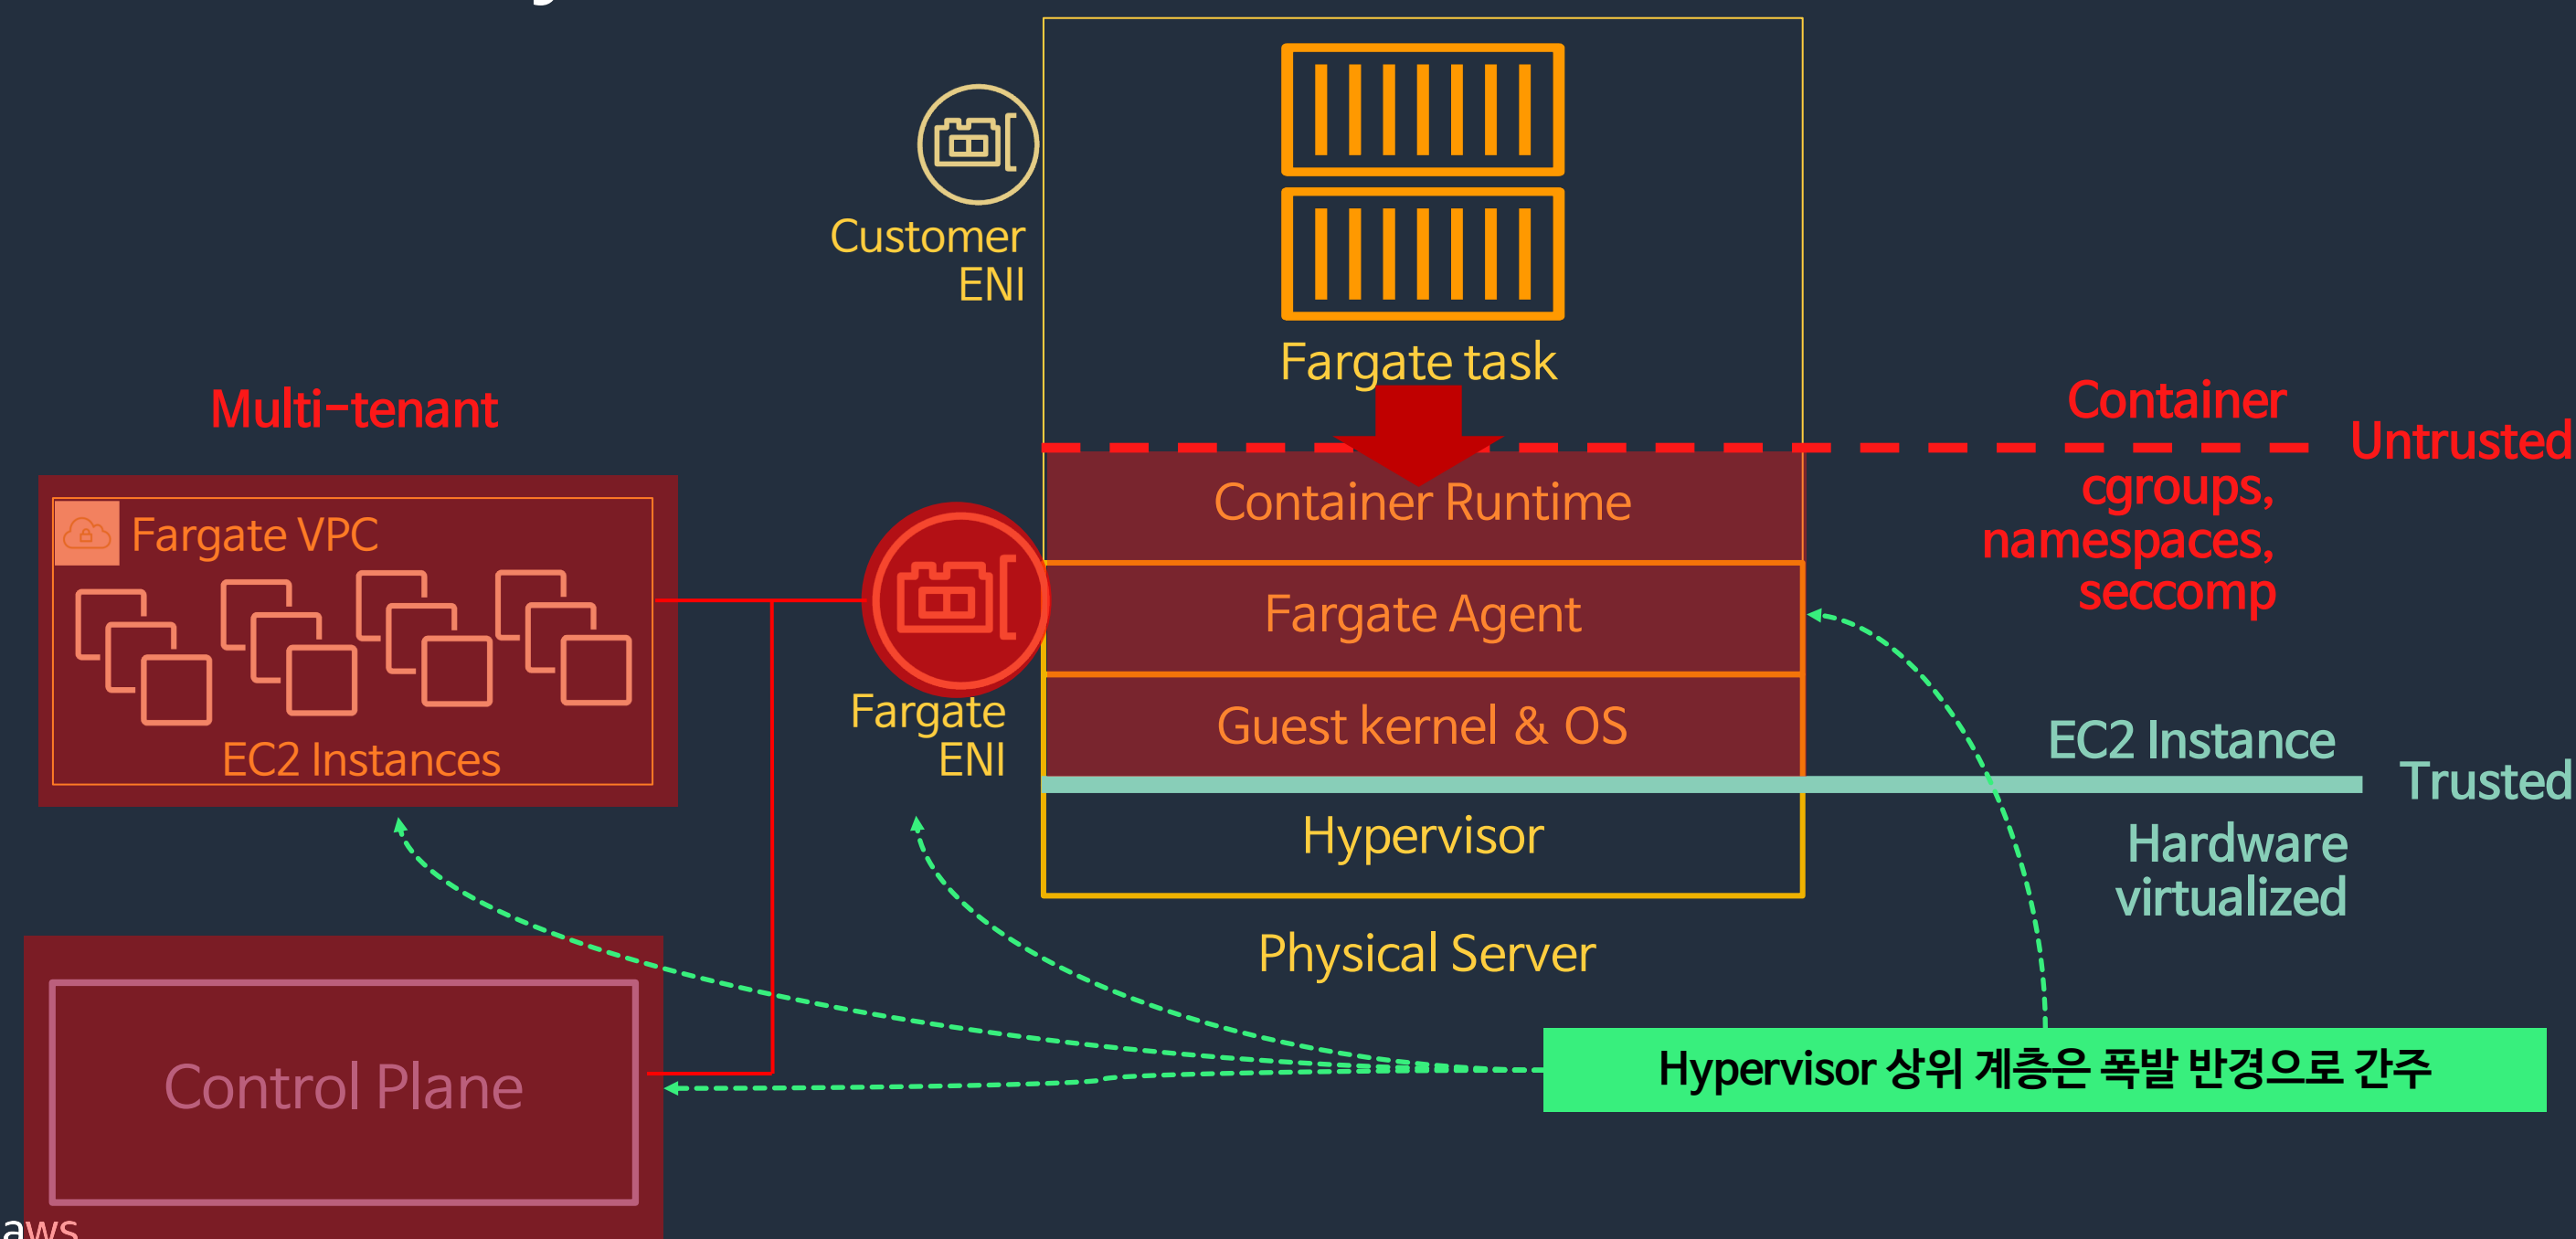 Customer
ENI
Fargate task
Multi-tenant
Container
Untrusted
cgroups,
namespaces,
seccomp
Fargate VPC
EC2 Instances
Fargate
ENI
Container Runtime
Fargate Agent
Guest kernel & OS
EC2 Instance
Trusted
Hypervisor
Hardware
virtualized
Physical Server
Control Plane
Hypervisor 상위 계층은 폭발 반경으로 간주
aws